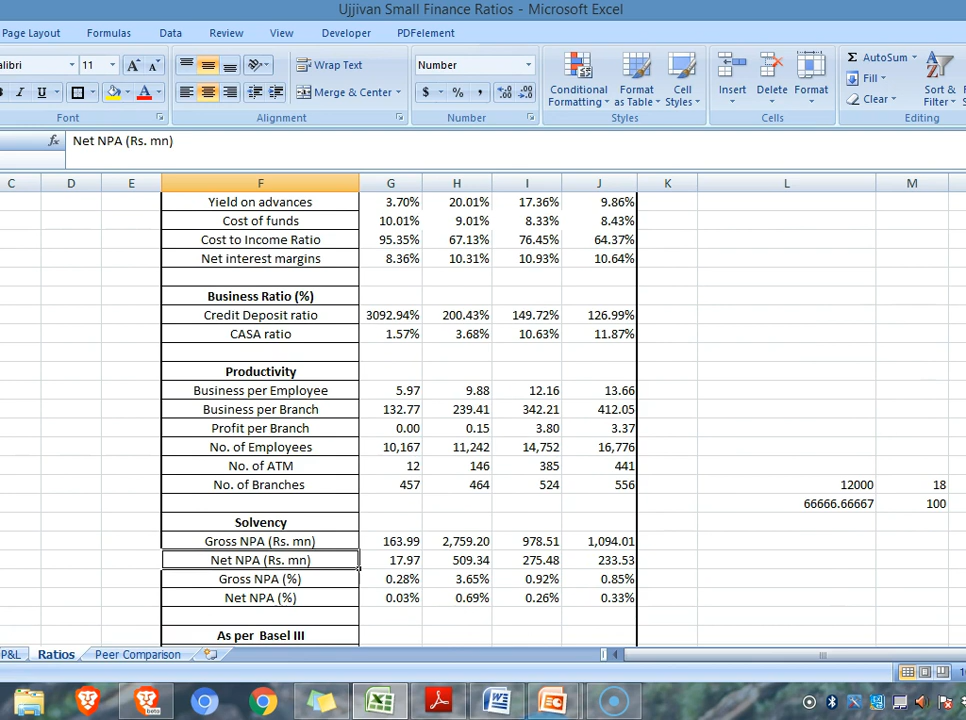 Ujjivan Small Finance Ratios - Microsoft Excel
Page Layout Formulas Data Review View Developer PDFelement
alibri 11 A A Wrap Text Number
U A Merge & Center $ % , .0 .00 .00 .0
Conditional Formatting Format as Table Cell Styles Insert Delete Format
Σ AutoSum
Fill
Clear
Sort & Filter
Font Alignment Number Styles Cells Editing
fx Net NPA (Rs. mn)
C D E F G H I J K L M
Yield on advances 3.70% 20.01% 17.36% 9.86%
Cost of funds 10.01% 9.01% 8.33% 8.43%
Cost to Income Ratio 95.35% 67.13% 76.45% 64.37%
Net interest margins 8.36% 10.31% 10.93% 10.64%
Business Ratio (%)
Credit Deposit ratio 3092.94% 200.43% 149.72% 126.99%
CASA ratio 1.57% 3.68% 10.63% 11.87%
Productivity
Business per Employee 5.97 9.88 12.16 13.66
Business per Branch 132.77 239.41 342.21 412.05
Profit per Branch 0.00 0.15 3.80 3.37
No. of Employees 10,167 11,242 14,752 16,776
No. of ATM 12 146 385 441
No. of Branches 457 464 524 556 12000 18
66666.66667 100
Solvency
Gross NPA (Rs. mn) 163.99 2,759.20 978.51 1,094.01
Net NPA (Rs. mn) 17.97 509.34 275.48 233.53
Gross NPA (%) 0.28% 3.65% 0.92% 0.85%
Net NPA (%) 0.03% 0.69% 0.26% 0.33%
As per Basel III
P&L Ratios Peer Comparison